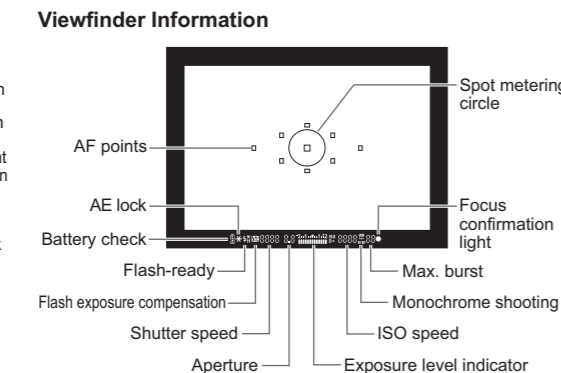 Viewfinder Information
Spot metering
circle
AF points
AE lock
Focus
confirmation
light
Battery check
Flash-ready
Max. burst
Flash exposure compensation
Monochrome shooting
Shutter speed
ISO speed
Aperture
Exposure level indicator